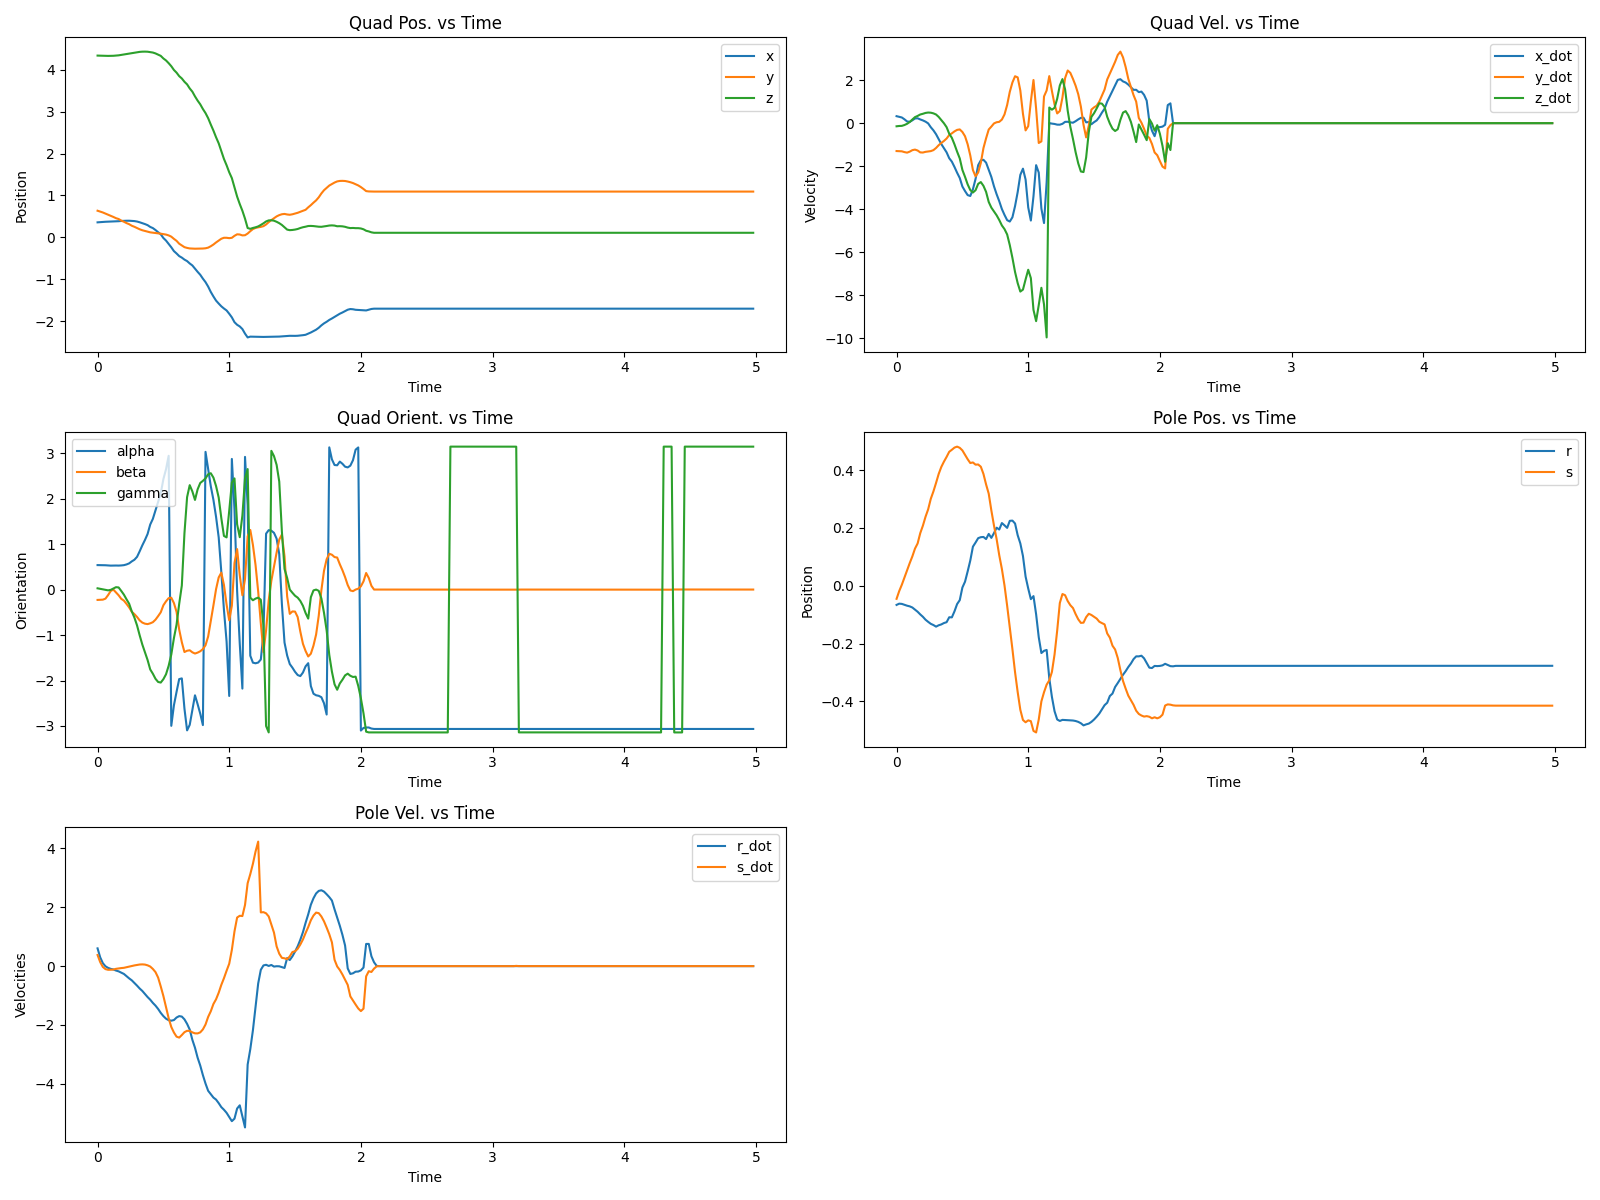 Quad Pos. vs Time
Position
4
3
2
1
0
−1
−2
x
y
z
0 1 2 3 4 5
Time
Quad Vel. vs Time
Velocity
2
0
−2
−4
−6
−8
−10
x_dot
y_dot
z_dot
0 1 2 3 4 5
Time
Quad Orient. vs Time
Orientation
3
2
1
0
−1
−2
−3
alpha
beta
gamma
0 1 2 3 4 5
Time
Pole Pos. vs Time
Position
0.4
0.2
0.0
−0.2
−0.4
r
s
0 1 2 3 4 5
Time
Pole Vel. vs Time
Velocities
4
2
0
−2
−4
r_dot
s_dot
0 1 2 3 4 5
Time